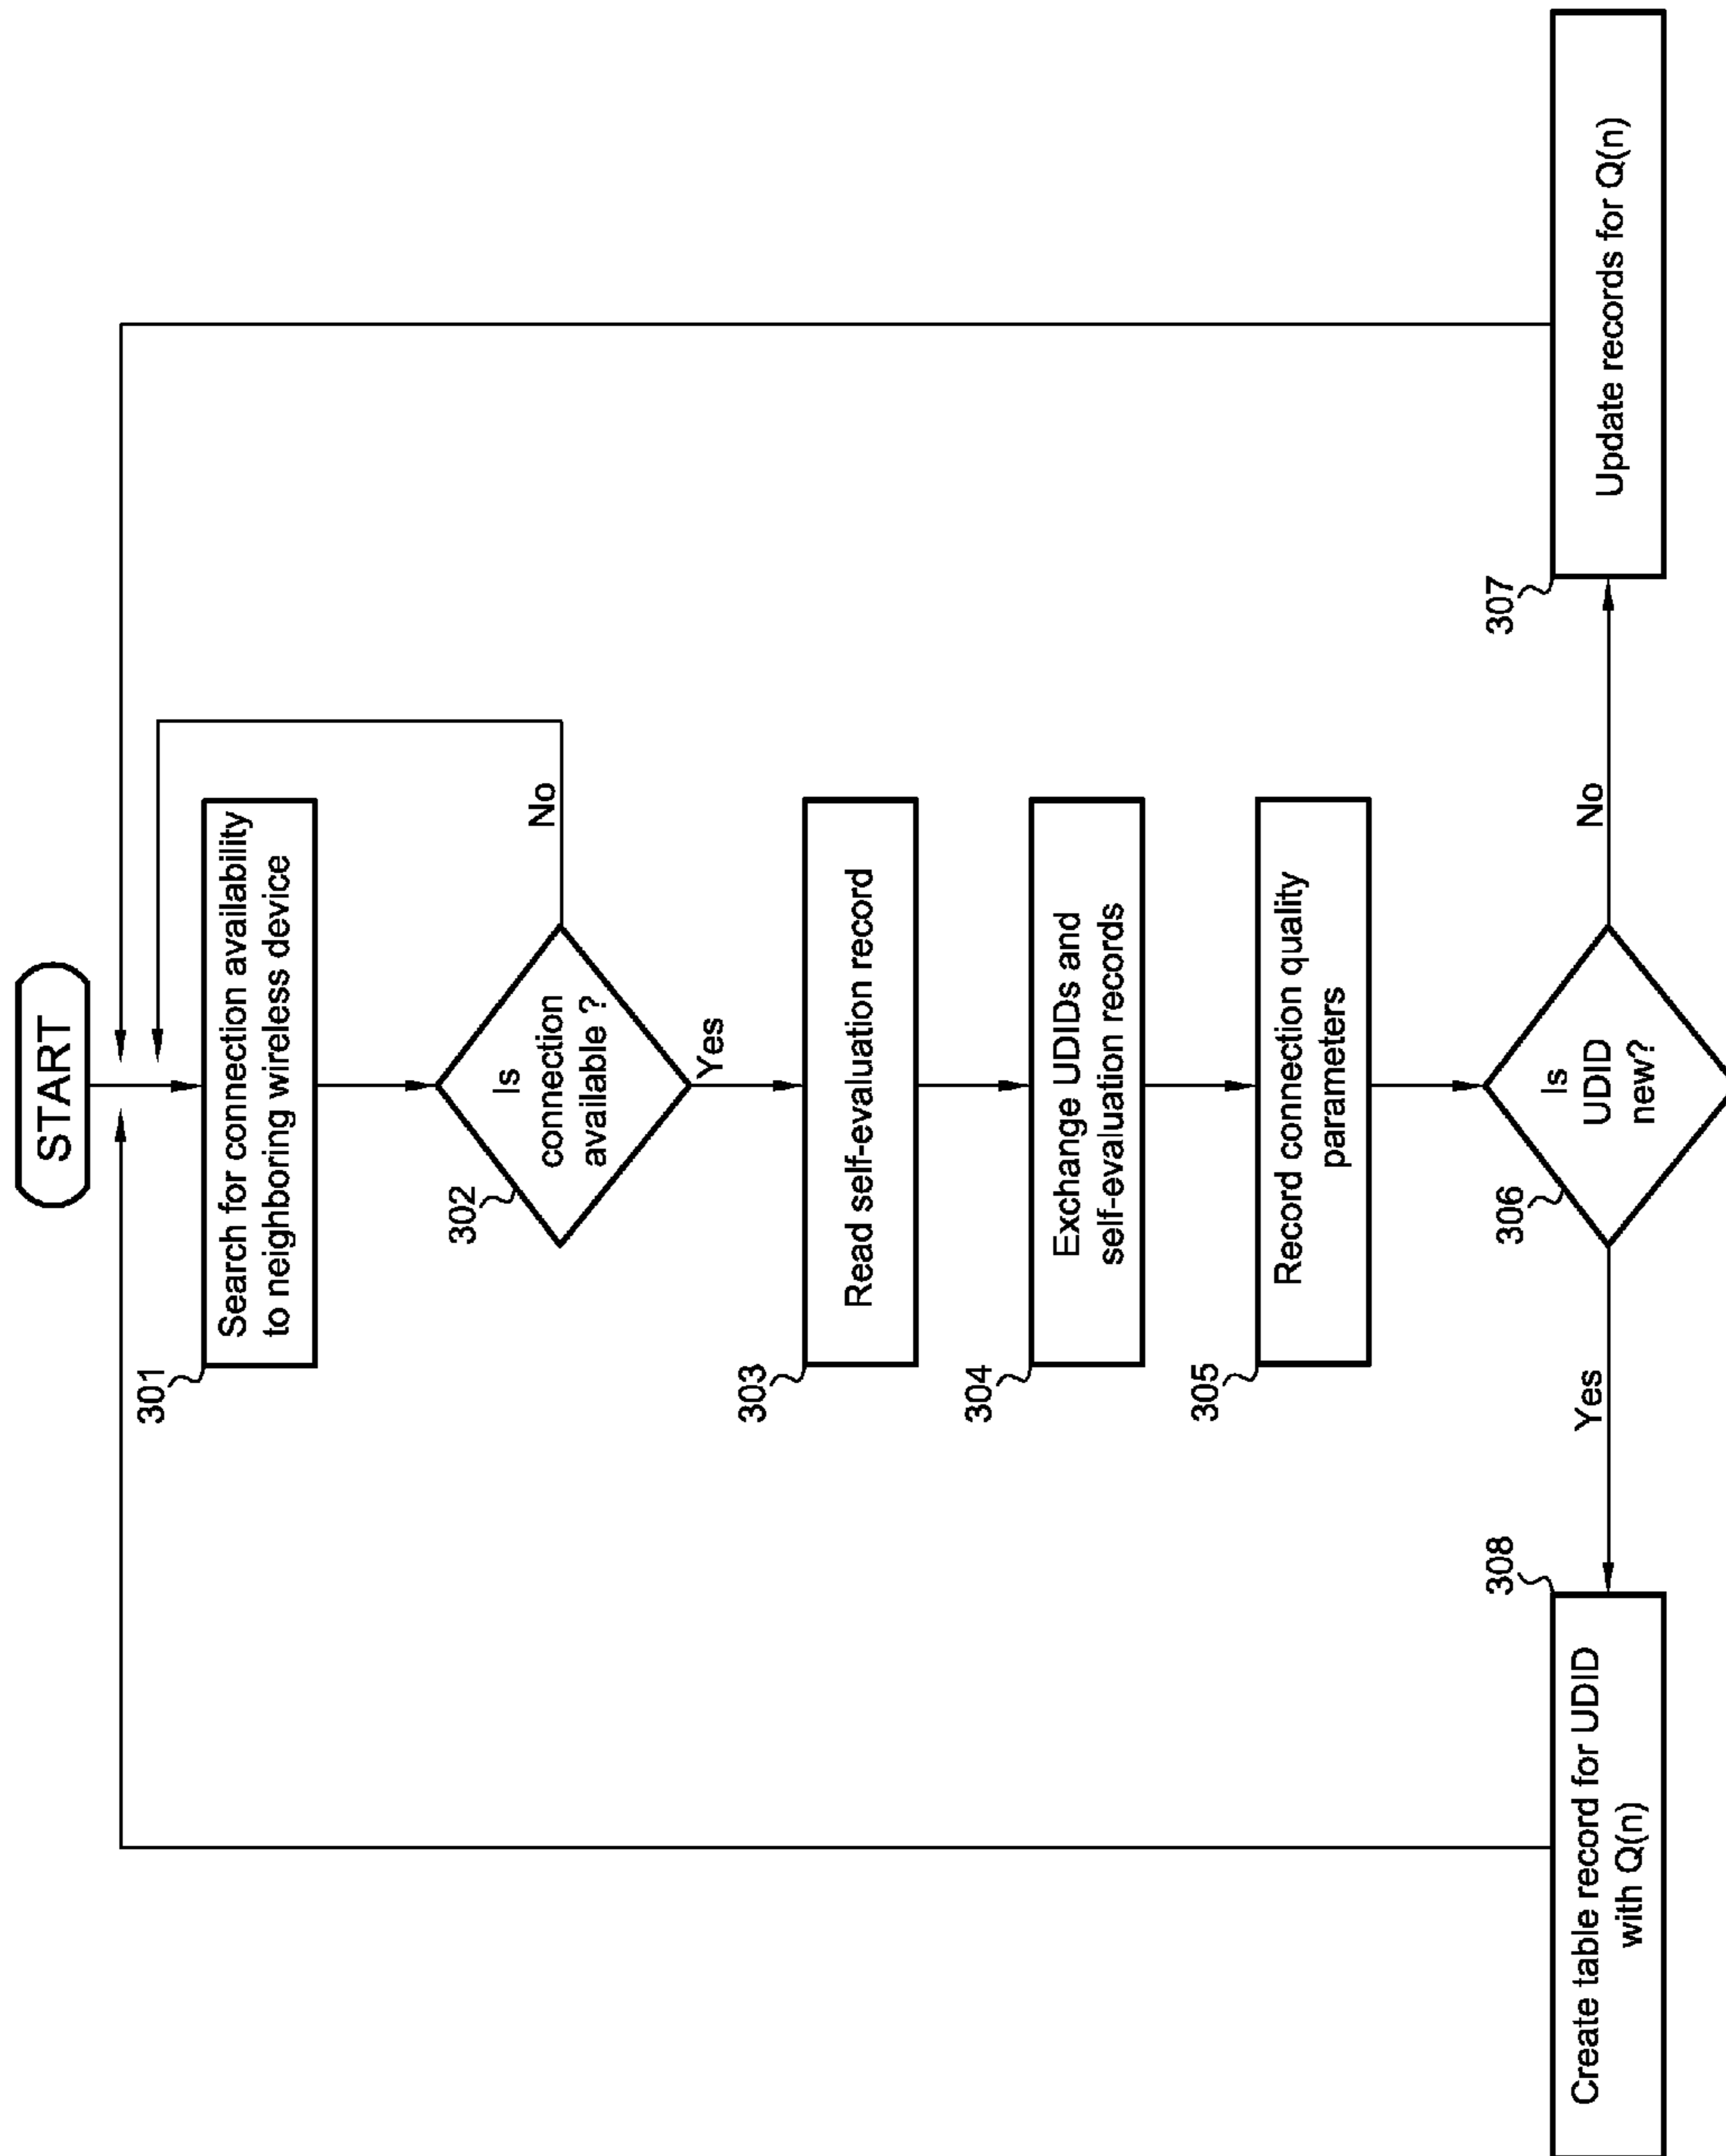 START
301
Search for connection availability
to neighboring wireless device
302
Is
connection
available ?
No
Yes
303
Read self-evaluation record
304
Exchange UDIDs and
self-evaluation records
305
Record connection quality
parameters
306
Is
UDID
new?
Yes
No
308
Create table record for UDID
with Q(n)
307
Update records for Q(n)